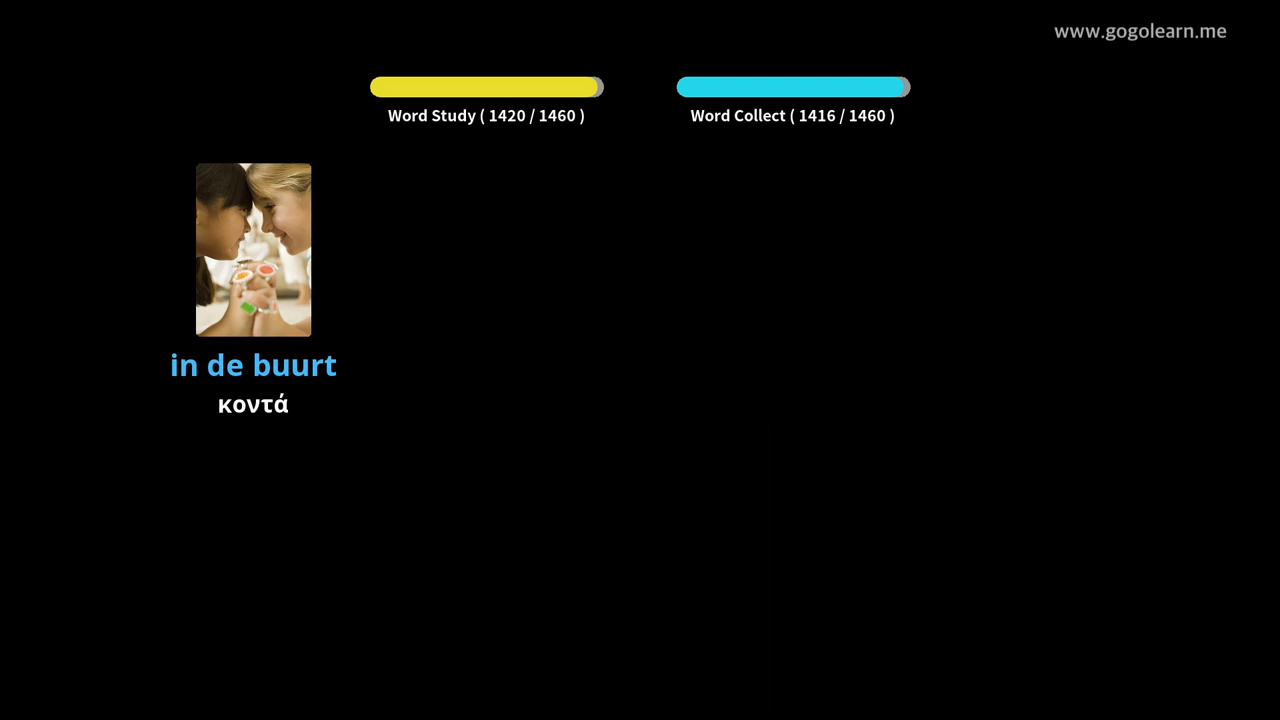 www.gogolearn.me
Word Study ( 1420 / 1460 )
Word Collect ( 1416 / 1460 )
in de buurt
κοντά